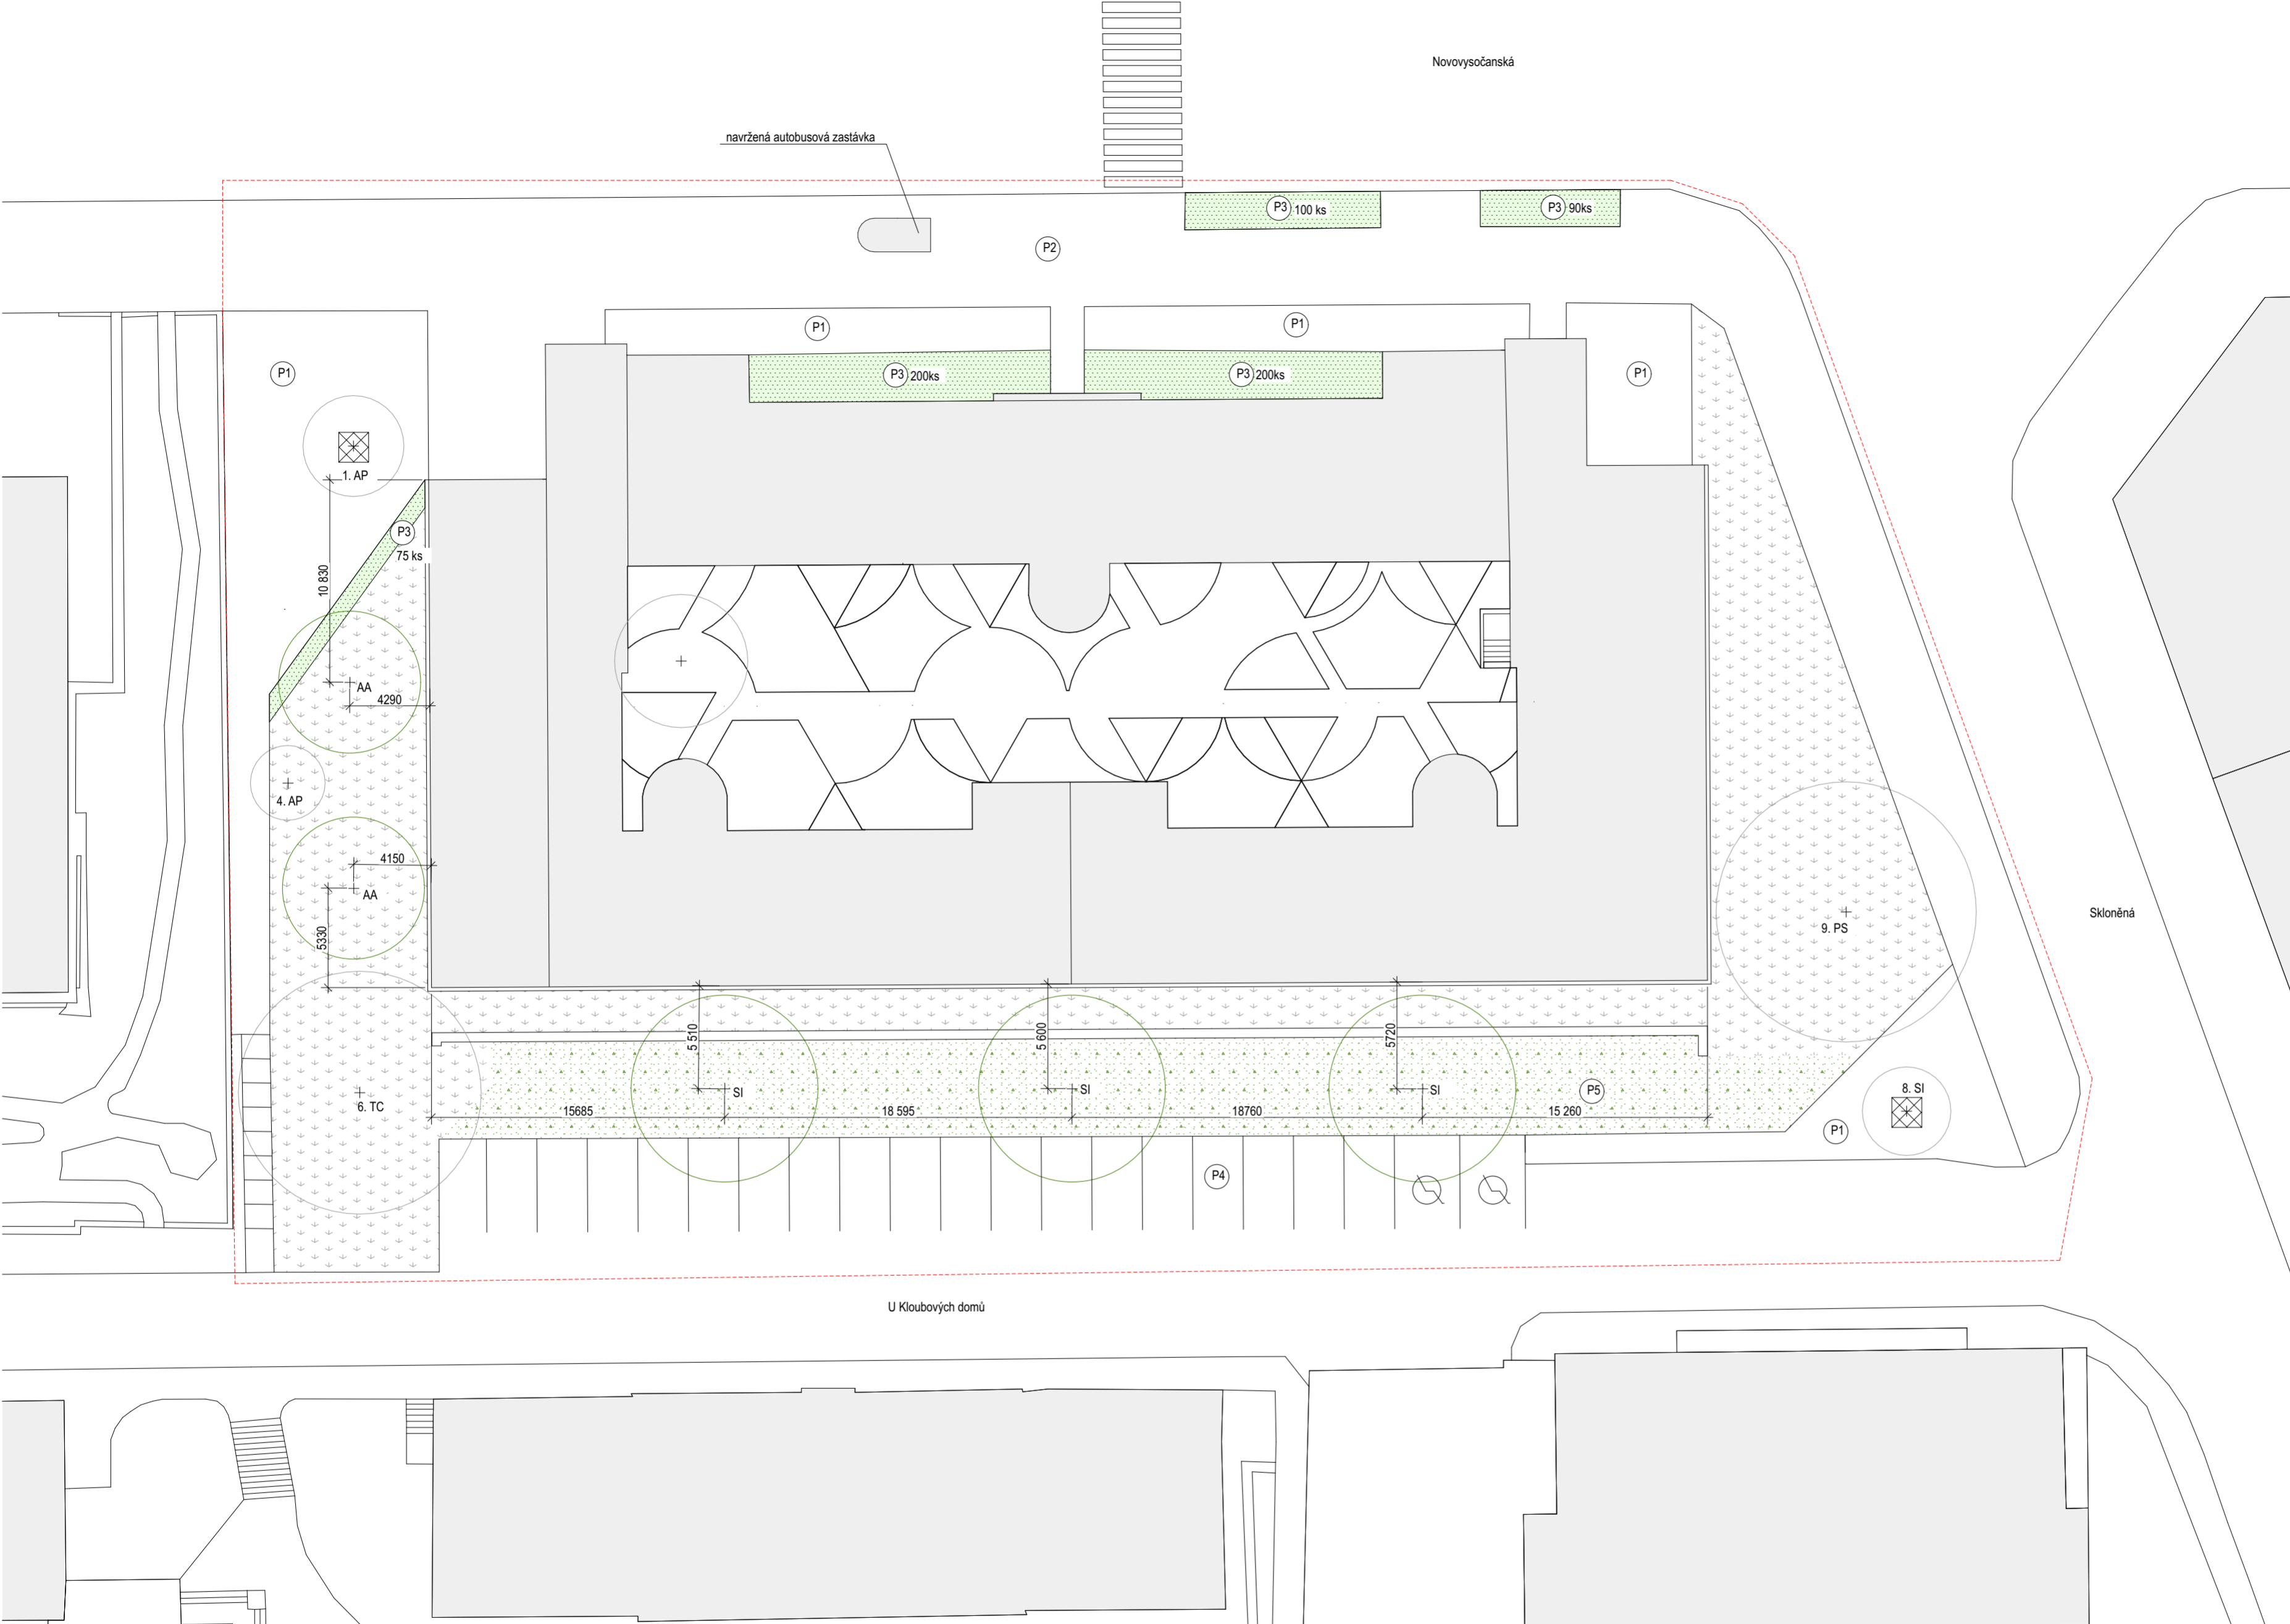 Novovysočanská
navržená autobusová zastávka
P3 100 ks
P3 90ks
P2
P1
P1
P1
P3 200ks
P3 200ks
P1
1. AP
P3
75 ks
10 830
AA
4290
4. AP
4150
AA
5330
9. PS
Skloněná
5 510
5 600
5720
6. TC
SI
SI
SI
P5
8. SI
15685
18 595
18760
15 260
P1
P4
U Kloubových domů